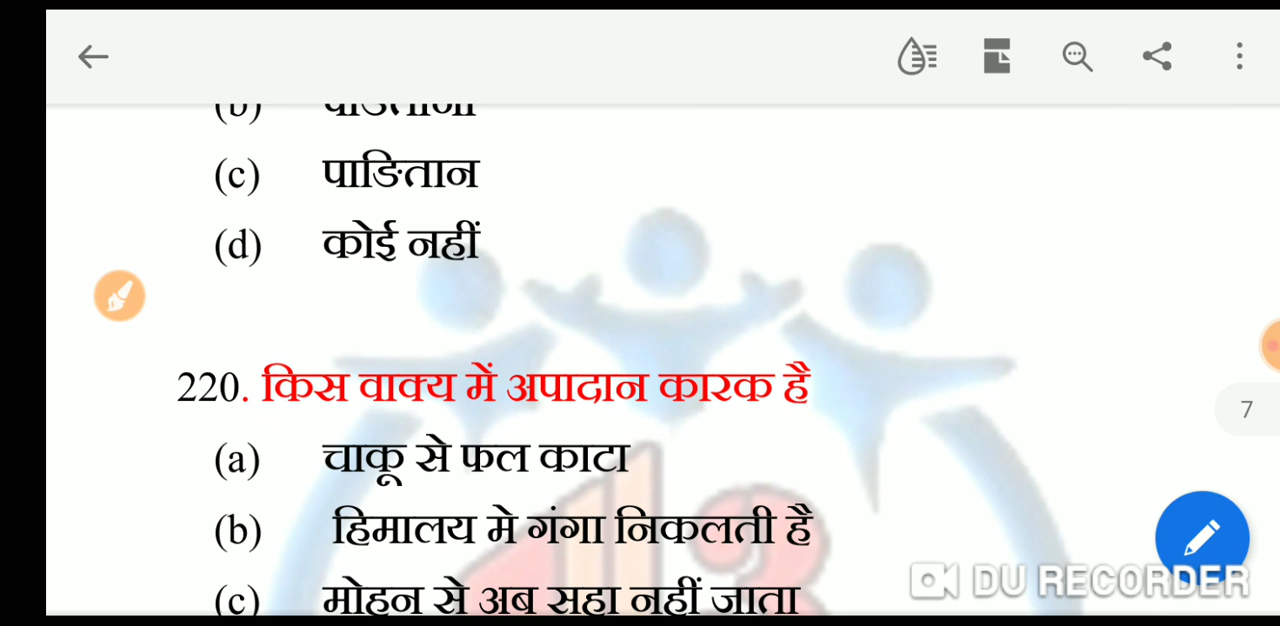 (c) पाङितान
(d) कोई नहीं
220. किस वाक्य में अपादान कारक है
(a) चाकू से फल काटा
7
(b) हिमालय मे गंगा निकलती है
DU RECORDER
(c) मोहन से अब सहा नहीं जाता